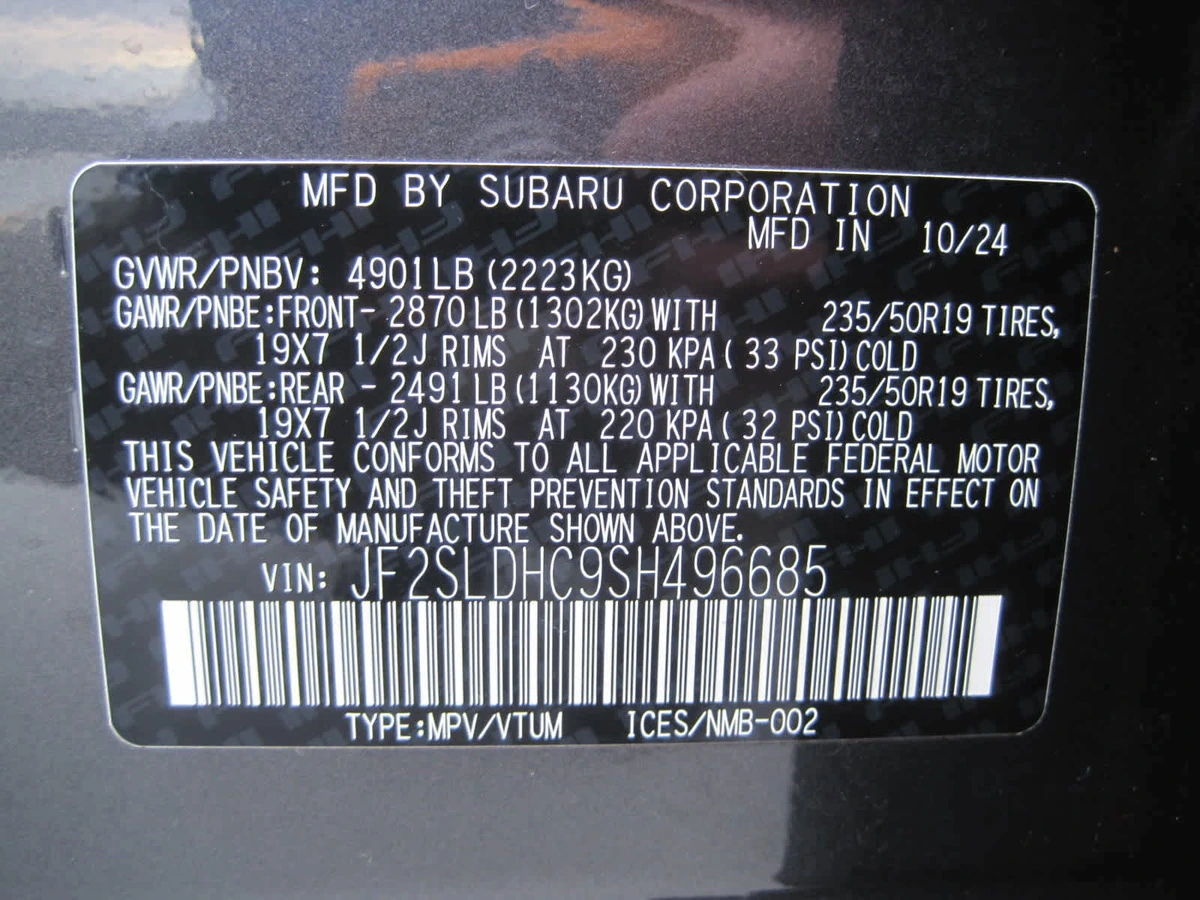 MFD BY SUBARU CORPORATION
MFD IN 10/24
GVWR/PNBV: 4901LB (2223KG)
GAWR/PNBE:FRONT- 2870 LB (1302KG) WITH 235/50R19 TIRES,
19X7 1/2J RIMS AT 230 KPA( 33 PSI) COLD
GAWR/PNBE:REAR - 2491 LB (1130KG) WITH 235/50R19 TIRES,
19X7 1/2J RIMS AT 220 KPA( 32 PSI) COLD
THIS VEHICLE CONFORMS TO ALL APPLICABLE FEDERAL MOTOR
VEHICLE SAFETY AND THEFT PREVENTION STANDARDS IN EFFECT ON
THE DATE OF MANUFACTURE SHOWN ABOVE.
VIN: JF2SLDHC9SH496685
TYPE:MPV/VTUM ICES/NMB-002